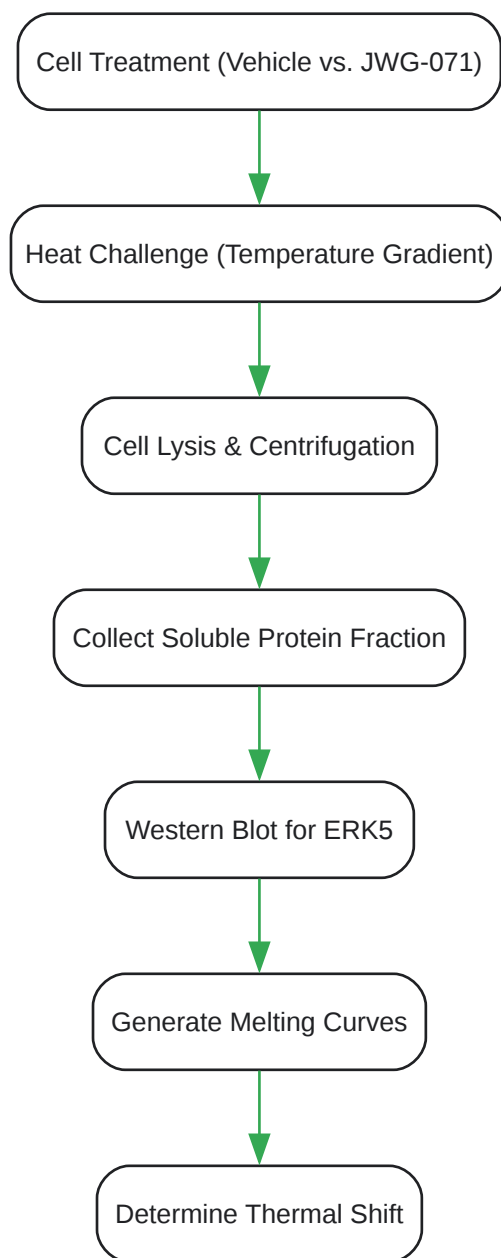 Cell Treatment (Vehicle vs. JWG-071)
Heat Challenge (Temperature Gradient)
Cell Lysis & Centrifugation
Collect Soluble Protein Fraction
Western Blot for ERK5
Generate Melting Curves
Determine Thermal Shift